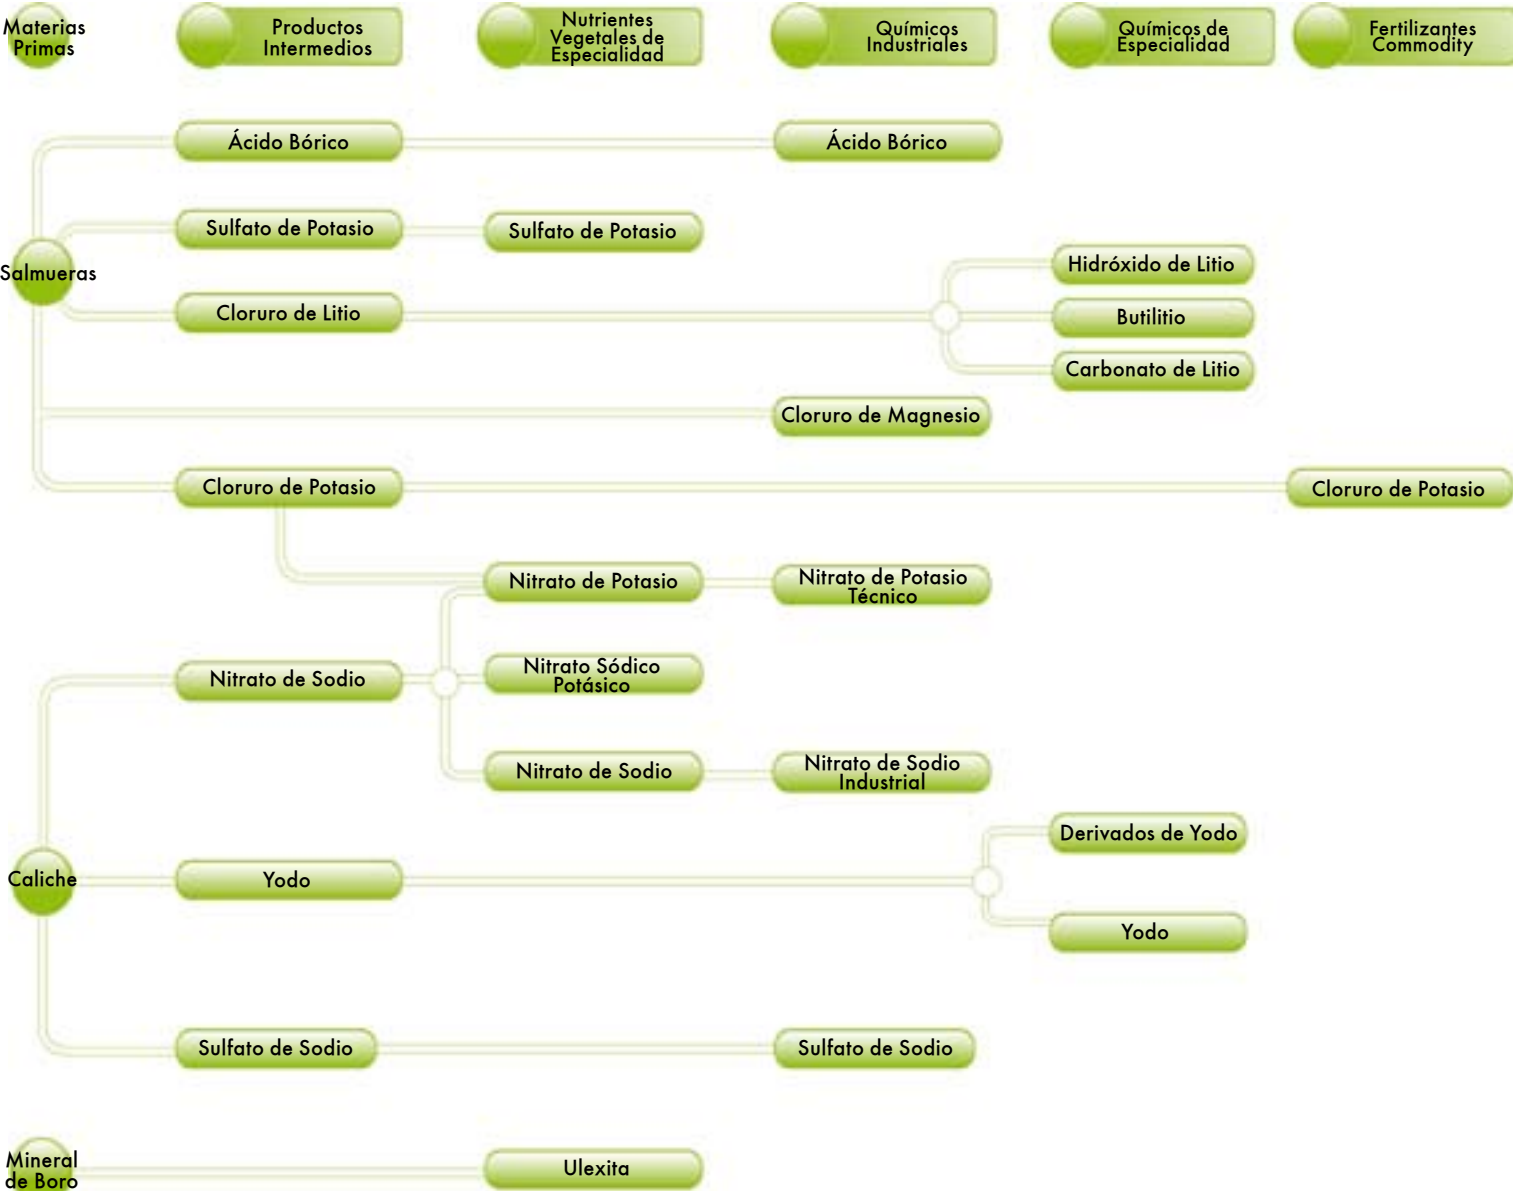 Materias
Primas
Productos
Intermedios
Nutrientes
Vegetales de
Especialidad
Químicos
Industriales
Químicos de
Especialidad
Fertilizantes
Commodity
Ácido Bórico
Ácido Bórico
Sulfato de Potasio
Sulfato de Potasio
Salmueras
Hidróxido de Litio
Cloruro de Litio
Butilitio
Carbonato de Litio
Cloruro de Magnesio
Cloruro de Potasio
Cloruro de Potasio
Nitrato de Potasio
Nitrato de Potasio
Técnico
Nitrato de Sodio
Nitrato Sódico
Potásico
Nitrato de Sodio
Nitrato de Sodio
Industrial
Derivados de Yodo
Caliche
Yodo
Yodo
Sulfato de Sodio
Sulfato de Sodio
Mineral
de Boro
Ulexita